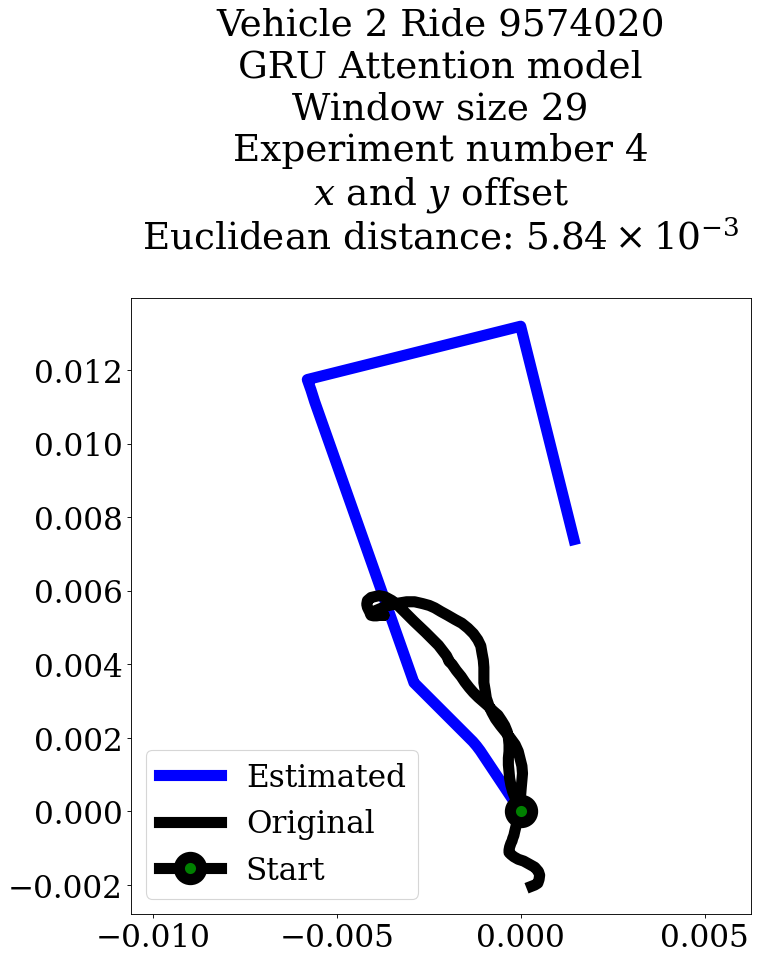 Vehicle 2 Ride 9574020
GRU Attention model
Window size 29
Experiment number 4
x and y offset
Euclidean distance: 5.84 × 10⁻³
0.012
0.010
0.008
0.006
0.004
0.002
0.000
−0.002
Estimated
Original
Start
−0.010 −0.005 0.000 0.005